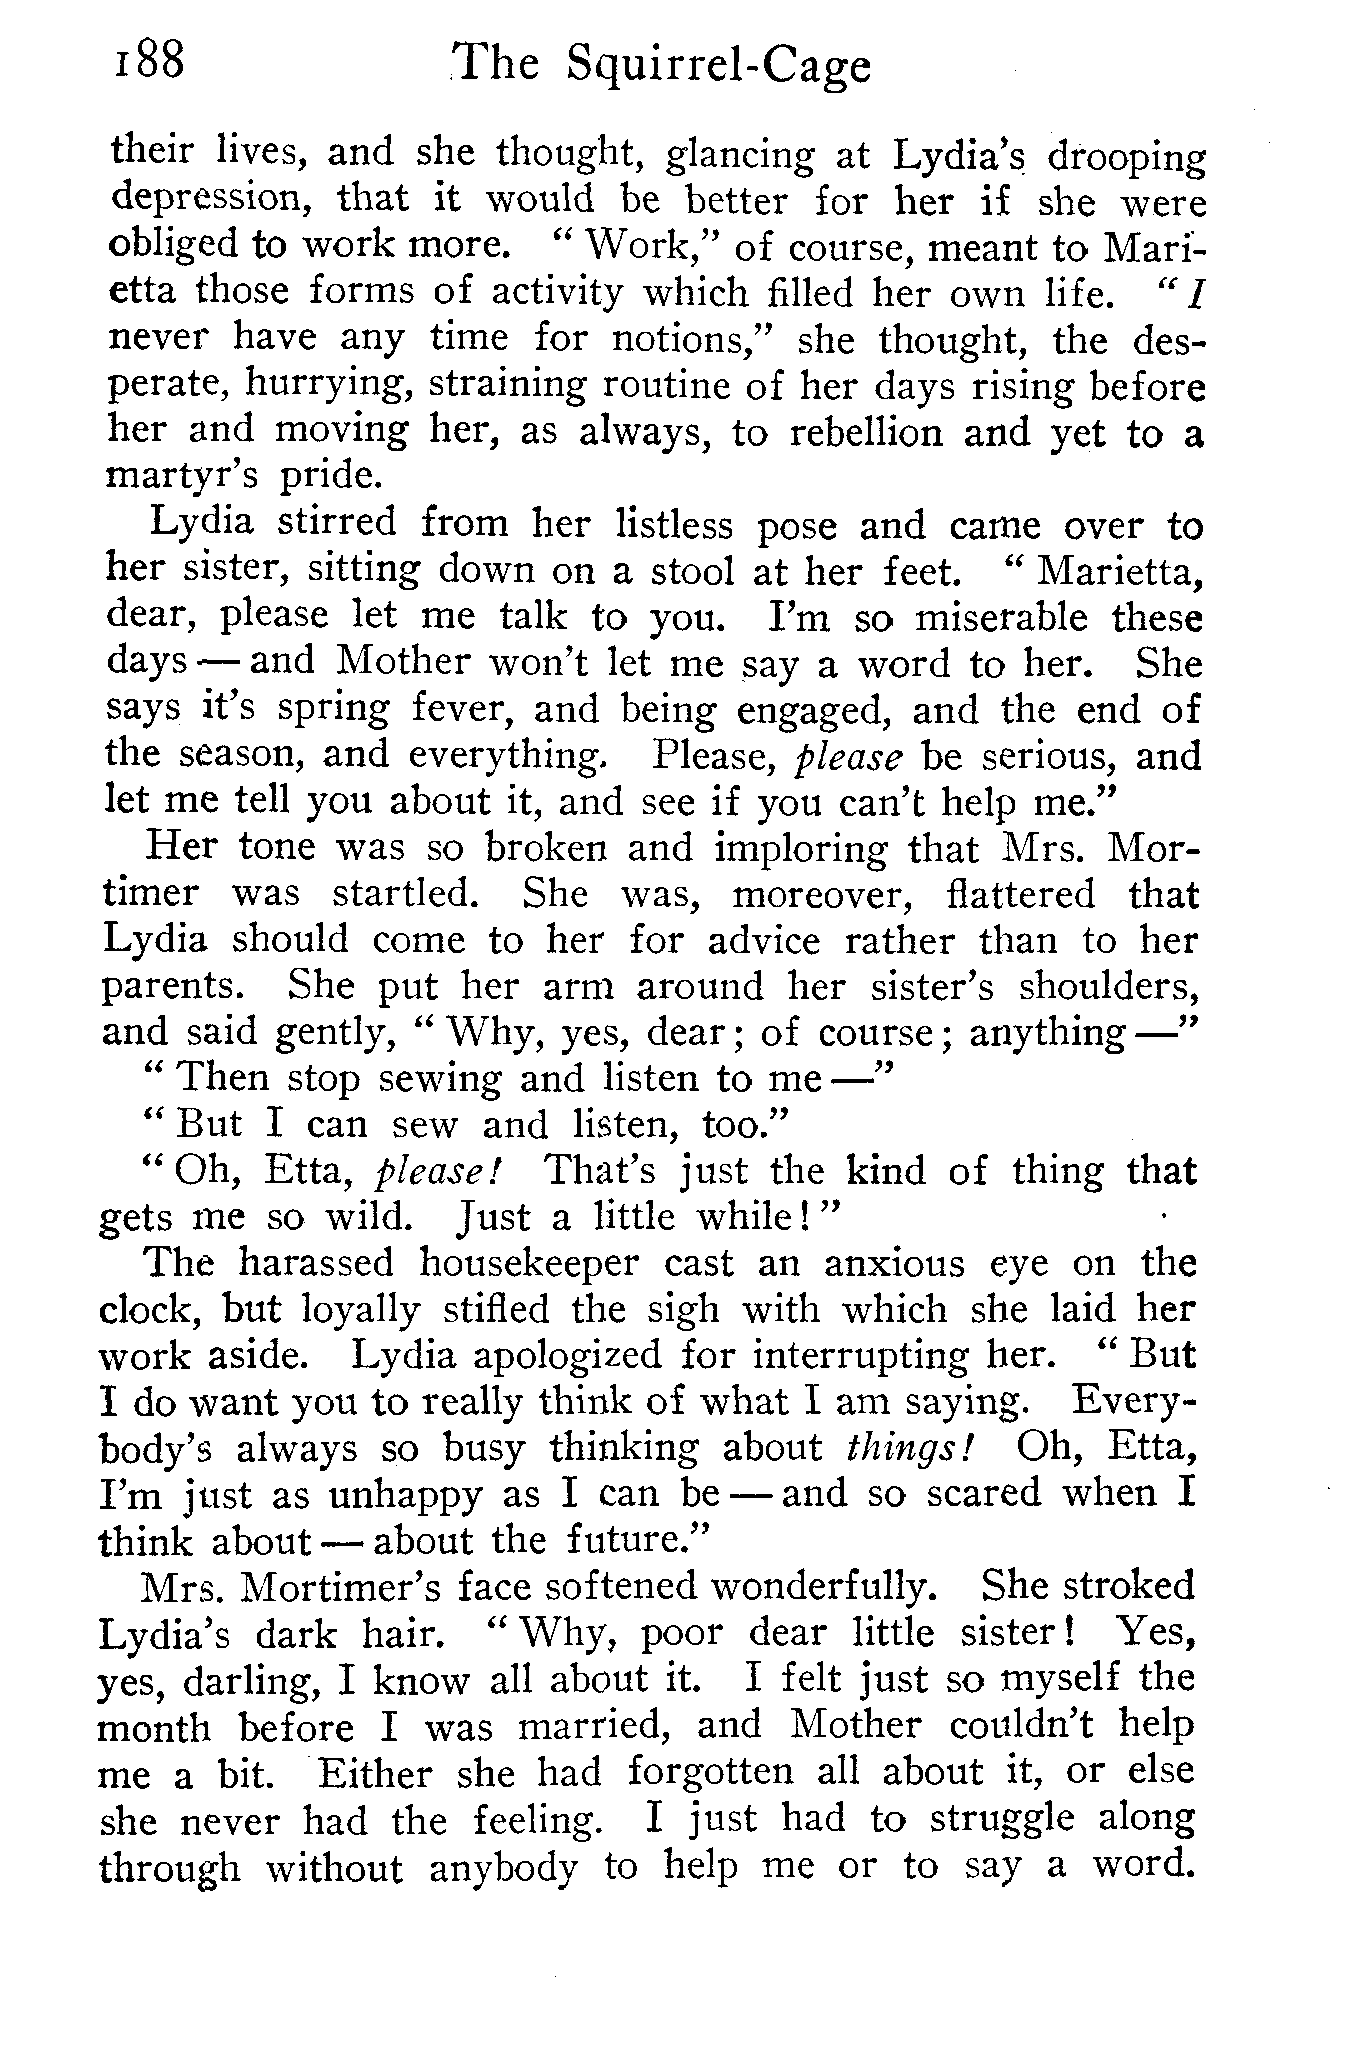 188 The Squirrel-Cage
their lives, and she thought, glancing at Lydia's drooping
depression, that it would be better for her if she were
obliged to work more. " Work," of course, meant to Mari-
etta those forms of activity which filled her own life. " I
never have any time for notions," she thought, the des-
perate, hurrying, straining routine of her days rising before
her and moving her, as always, to rebellion and yet to a
martyr's pride.
Lydia stirred from her listless pose and came over to
her sister, sitting down on a stool at her feet. " Marietta,
dear, please let me talk to you. I'm so miserable these
days — and Mother won't let me say a word to her. She
says it's spring fever, and being engaged, and the end of
the season, and everything. Please, please be serious, and
let me tell you about it, and see if you can't help me."
Her tone was so broken and imploring that Mrs. Mor-
timer was startled. She was, moreover, flattered that
Lydia should come to her for advice rather than to her
parents. She put her arm around her sister's shoulders,
and said gently, " Why, yes, dear; of course; anything —"
" Then stop sewing and listen to me —"
" But I can sew and listen, too."
" Oh, Etta, please! That's just the kind of thing that
gets me so wild. Just a little while! "
The harassed housekeeper cast an anxious eye on the
clock, but loyally stifled the sigh with which she laid her
work aside. Lydia apologized for interrupting her. " But
I do want you to really think of what I am saying. Every-
body's always so busy thinking about things! Oh, Etta,
I'm just as unhappy as I can be — and so scared when I
think about — about the future."
Mrs. Mortimer's face softened wonderfully. She stroked
Lydia's dark hair. " Why, poor dear little sister! Yes,
yes, darling, I know all about it. I felt just so myself the
month before I was married, and Mother couldn't help
me a bit. Either she had forgotten all about it, or else
she never had the feeling. I just had to struggle along
through without anybody to help me or to say a word.